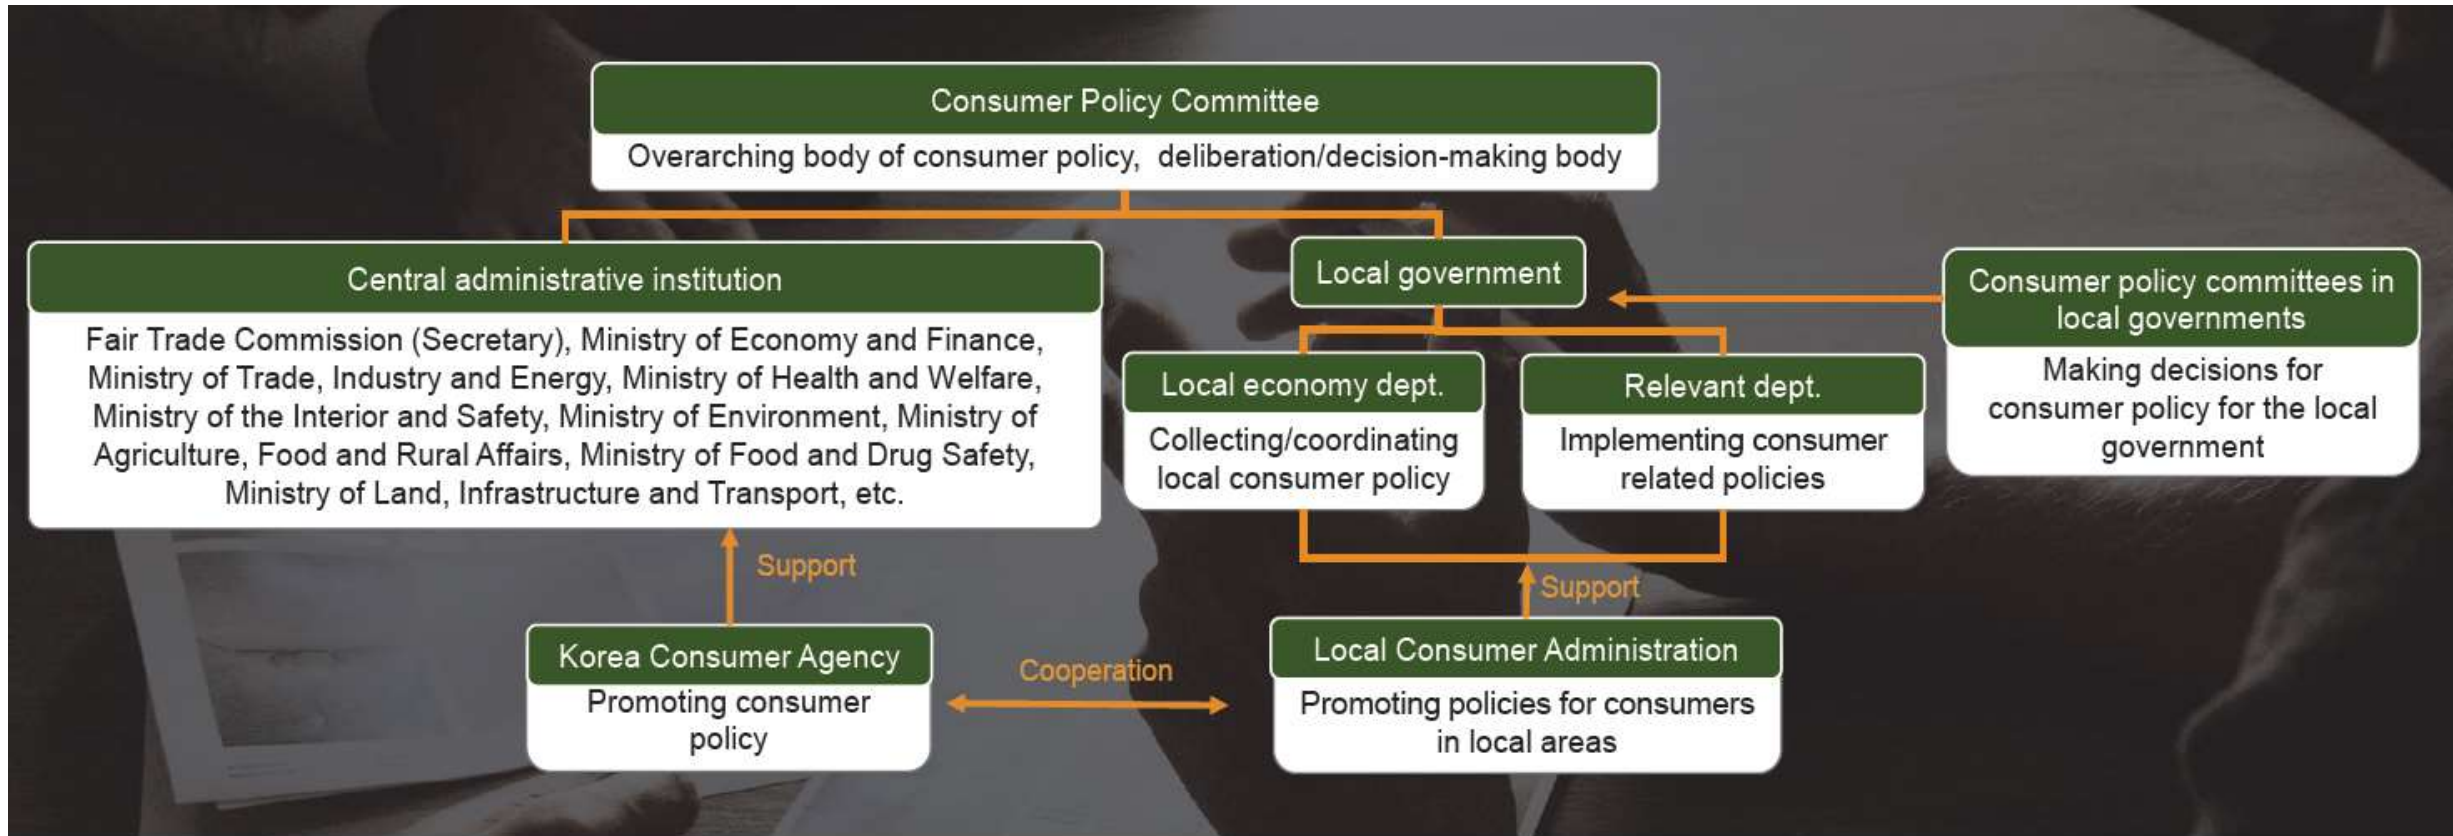 Consumer Policy Committee
Overarching body of consumer policy, deliberation/decision-making body
Central administrative institution
Fair Trade Commission (Secretary), Ministry of Economy and Finance,
Ministry of Trade, Industry and Energy, Ministry of Health and Welfare,
Ministry of the Interior and Safety, Ministry of Environment, Ministry of
Agriculture, Food and Rural Affairs, Ministry of Food and Drug Safety,
Ministry of Land, Infrastructure and Transport, etc.
Local government
Consumer policy committees in
local governments
Making decisions for
consumer policy for the local
government
Local economy dept.
Collecting/coordinating
local consumer policy
Relevant dept.
Implementing consumer
related policies
Support
Support
Korea Consumer Agency
Promoting consumer
policy
Cooperation
Local Consumer Administration
Promoting policies for consumers
in local areas